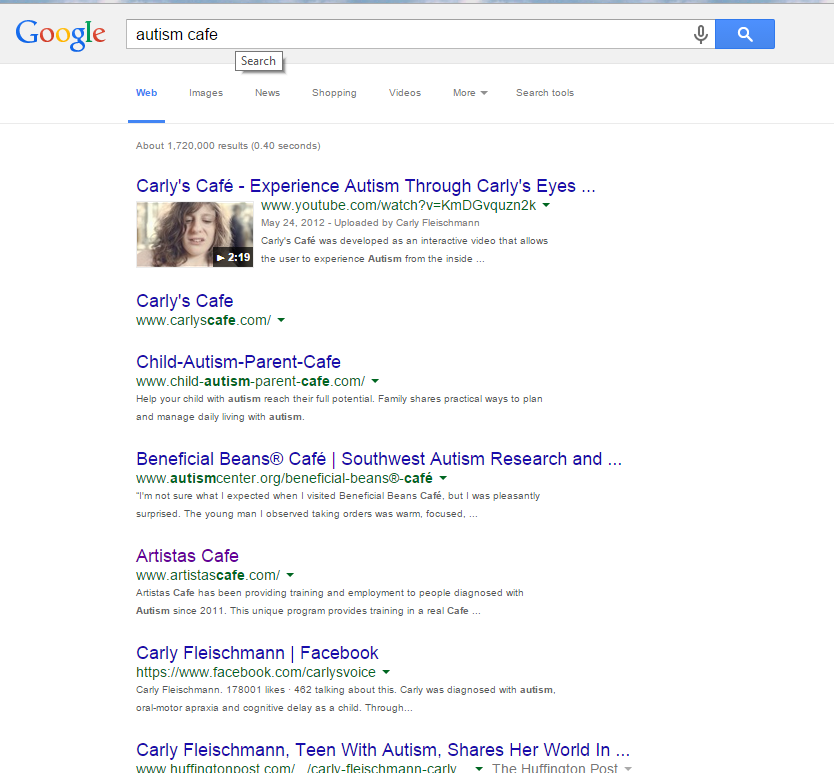 Google
autism cafe
Search
Web Images News Shopping Videos More Search tools
About 1,720,000 results (0.40 seconds)
Carly's Café - Experience Autism Through Carly's Eyes ...
www.youtube.com/watch?v=KmDGvquzn2k
May 24, 2012 - Uploaded by Carly Fleischmann
Carly's Café was developed as an interactive video that allows
the user to experience Autism from the inside ...
2:19
Carly's Cafe
www.carlyscafe.com/
Child-Autism-Parent-Cafe
www.child-autism-parent-cafe.com/
Help your child with autism reach their full potential. Family shares practical ways to plan
and manage daily living with autism.
Beneficial Beans® Café | Southwest Autism Research and ...
www.autismcenter.org/beneficial-beans®-café
"I'm not sure what I expected when I visited Beneficial Beans Café, but I was pleasantly
surprised. The young man I observed taking orders was warm, focused, ...
Artistas Cafe
www.artistascafe.com/
Artistas Cafe has been providing training and employment to people diagnosed with
Autism since 2011. This unique program provides training in a real Cafe ...
Carly Fleischmann | Facebook
https://www.facebook.com/carlysvoice
Carly Fleischmann. 178001 likes · 462 talking about this. Carly was diagnosed with autism,
oral-motor apraxia and cognitive delay as a child. Through...
Carly Fleischmann, Teen With Autism, Shares Her World In ...
www.huffingtonpost.com/.../carly-fleischmann-carly... The Huffington Post